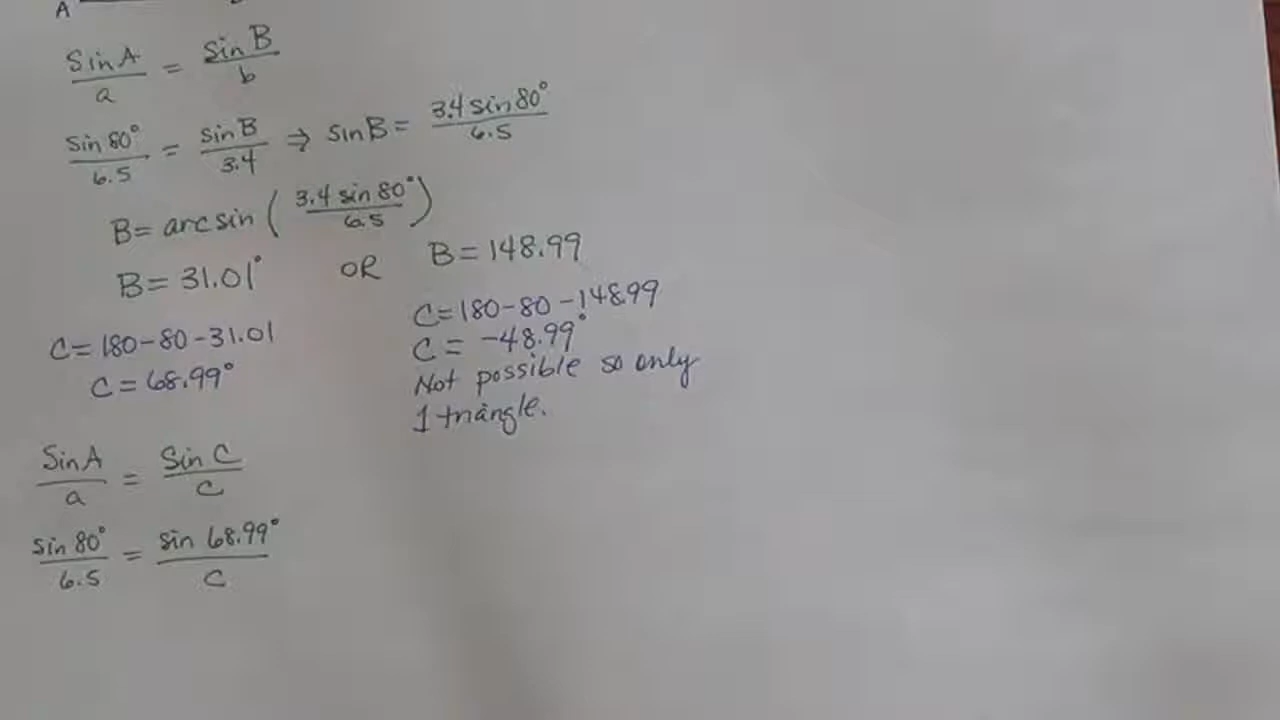 A
sin A / a = sin B / b
sin 80° / 6.5 = sin B / 3.4 ⇒ sin B = 3.4 sin 80° / 6.5
B = arcsin ( 3.4 sin 80° / 6.5 )
B = 31.01° OR B = 148.99
C = 180 - 80 - 31.01
C = 68.99°
C = 180 - 80 - 148.99
C = -48.99°
Not possible so only
1 triangle.
sin A / a = sin C / c
sin 80° / 6.5 = sin 68.99° / c